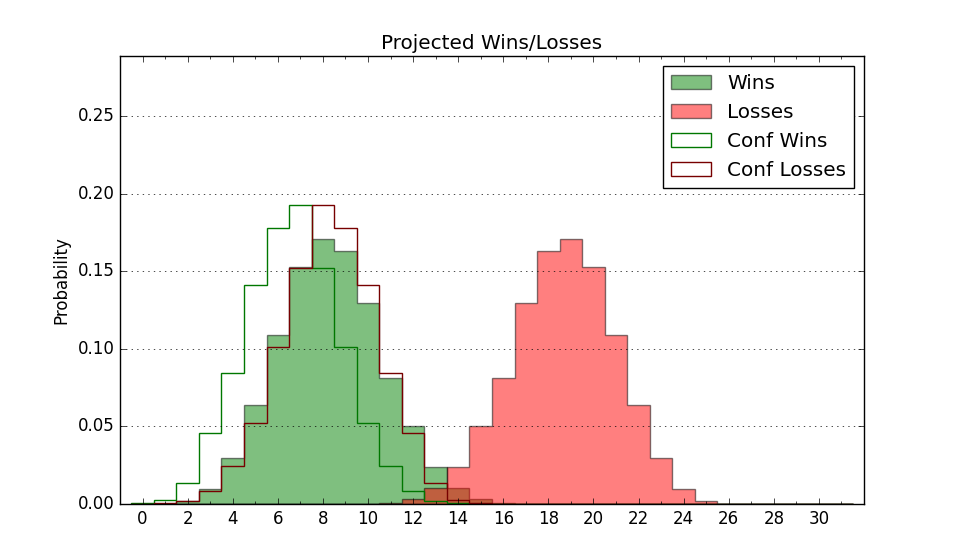 Projected Wins/Losses
Wins
Losses
Conf Wins
Conf Losses
Probability
0.25
0.20
0.15
0.10
0.05
0.00
0 2 4 6 8 10 12 14 16 18 20 22 24 26 28 30